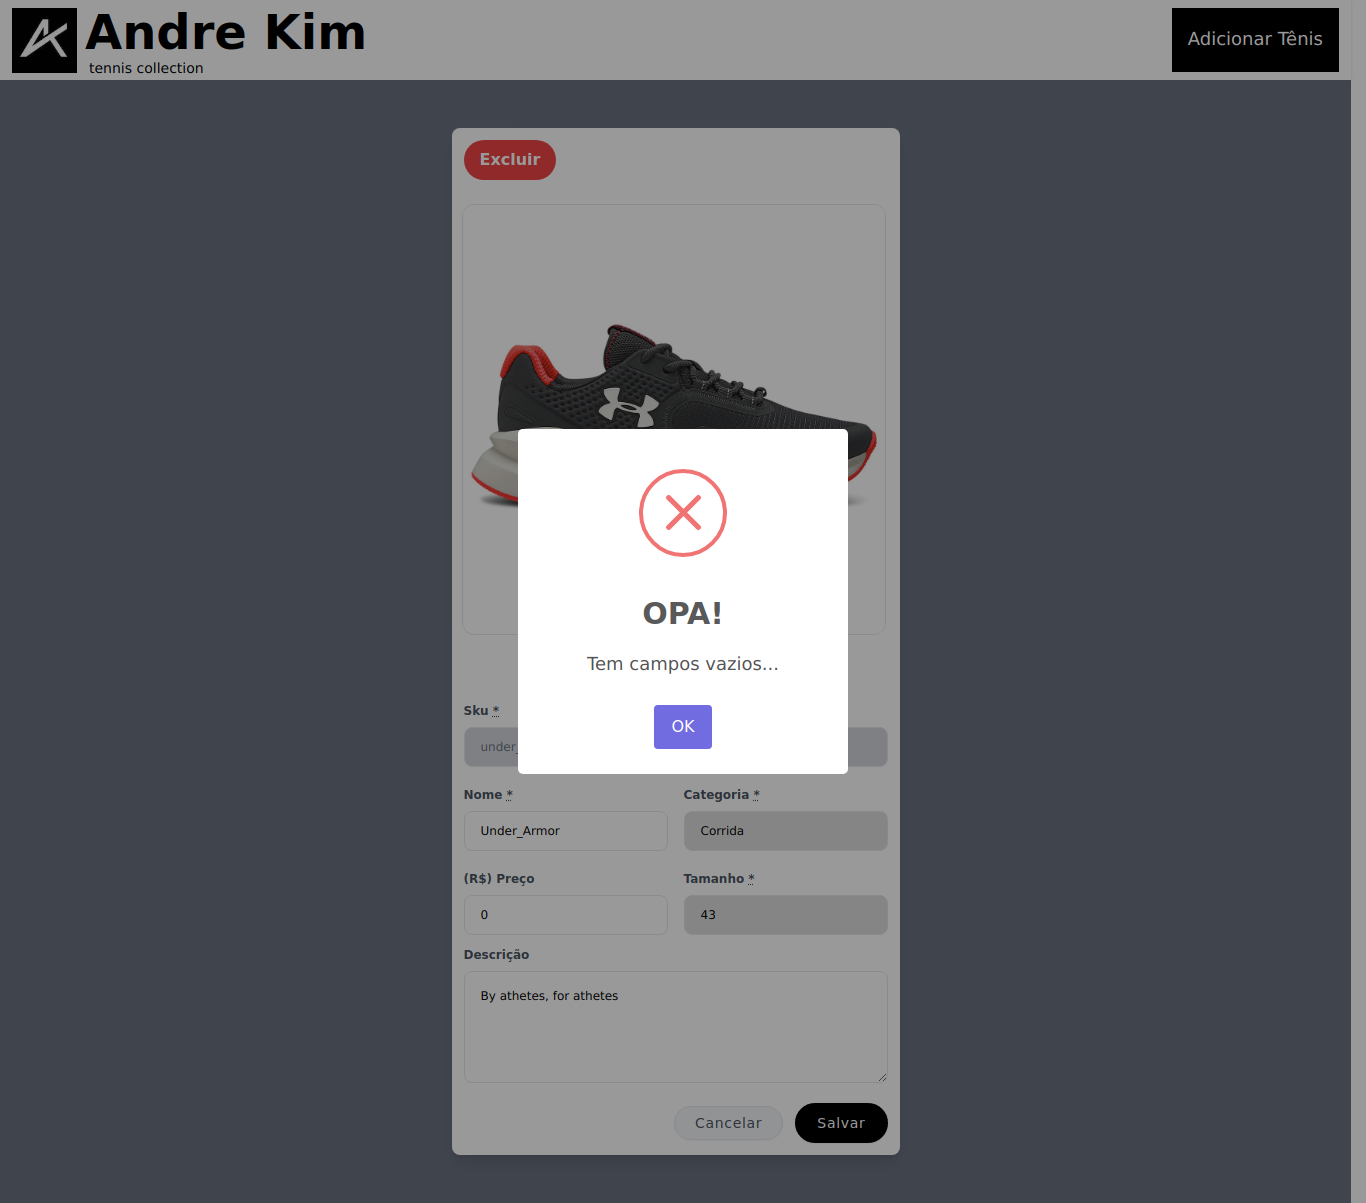 Andre Kim
tennis collection
Adicionar Tênis
Excluir
OPA!
Tem campos vazios...
OK
Sku *
under_
Nome *
Categoria *
Under_Armor
Corrida
(R$) Preço
Tamanho *
0
43
Descrição
By athetes, for athetes
Cancelar
Salvar